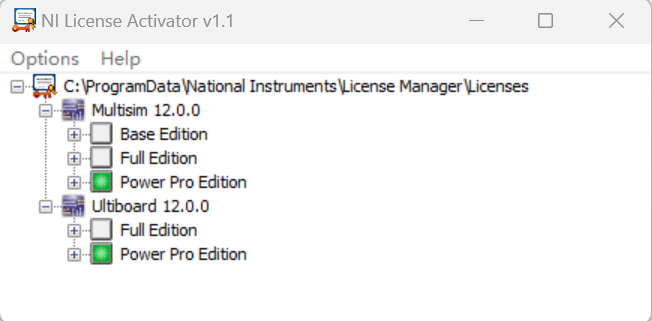 NI License Activator v1.1
Options Help
C:\ProgramData\National Instruments\License Manager\Licenses
Multisim 12.0.0
Base Edition
Full Edition
Power Pro Edition
Ultiboard 12.0.0
Full Edition
Power Pro Edition